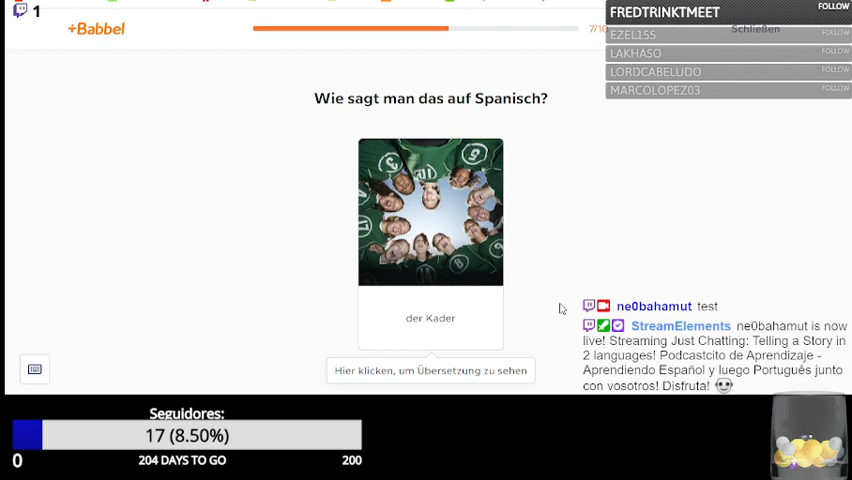 1
+Babbel
7/10
Schließen
FREDTRINKTMEET FOLLOW
EZEL155 FOLLOW
LAKHASO FOLLOW
LORDCABELUDO FOLLOW
MARCOLOPEZ03 FOLLOW
Wie sagt man das auf Spanisch?
der Kader
Hier klicken, um Übersetzung zu sehen
ne0bahamut test
StreamElements ne0bahamut is now
live! Streaming Just Chatting: Telling a Story in
2 languages! Podcastcito de Aprendizaje -
Aprendiendo Español y luego Português junto
con vosotros! Disfruta!
Seguidores:
17 (8.50%)
0 204 DAYS TO GO 200